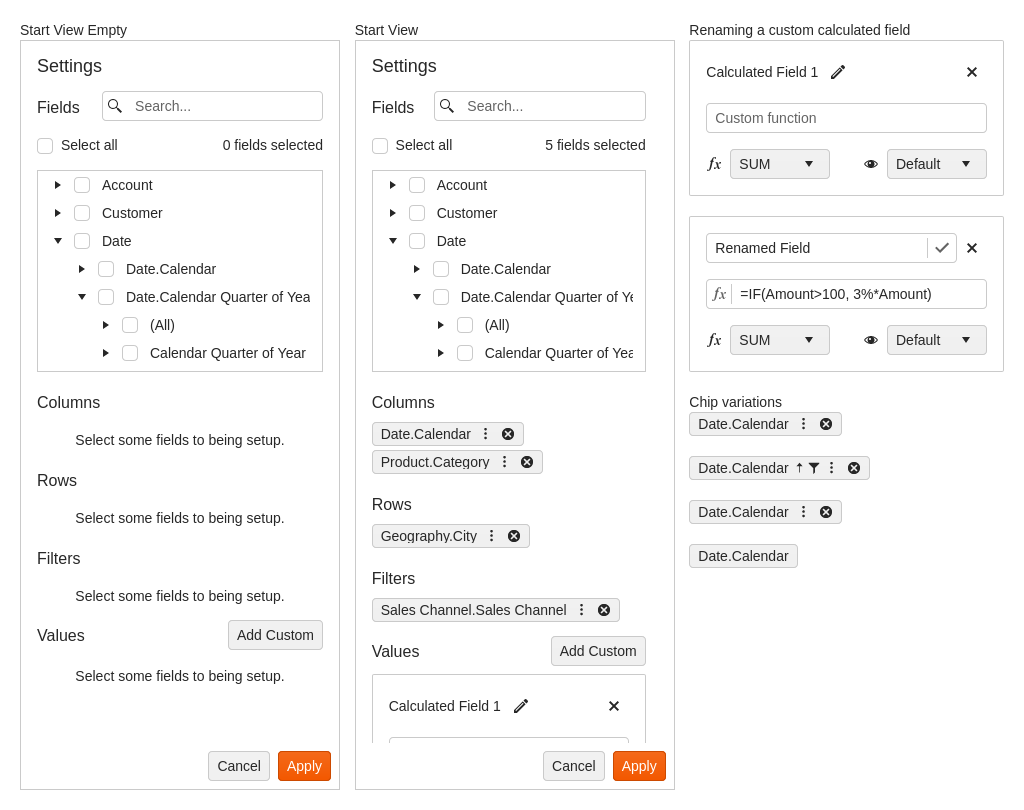 Start View Empty
Settings
Fields
Search...
Select all
0 fields selected
Account
Customer
Date
Date.Calendar
Date.Calendar Quarter of Yea
(All)
Calendar Quarter of Year
Columns
Select some fields to being setup.
Rows
Select some fields to being setup.
Filters
Select some fields to being setup.
Values
Add Custom
Select some fields to being setup.
Cancel
Apply
Start View
Settings
Fields
Search...
Select all
5 fields selected
Account
Customer
Date
Date.Calendar
Date.Calendar Quarter of Ye
(All)
Calendar Quarter of Yea
Columns
Date.Calendar
Product.Category
Rows
Geography.City
Filters
Sales Channel.Sales Channel
Values
Add Custom
Calculated Field 1
Cancel
Apply
Renaming a custom calculated field
Calculated Field 1
Custom function
fx SUM
Default
Renamed Field
fx =IF(Amount>100, 3%*Amount)
fx SUM
Default
Chip variations
Date.Calendar
Date.Calendar
Date.Calendar
Date.Calendar